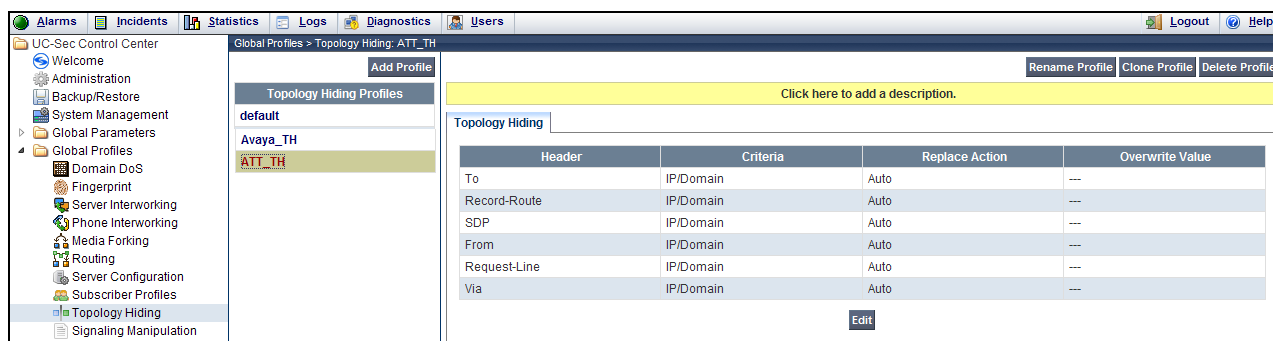 Alarms Incidents Statistics Logs Diagnostics Users Logout Help
UC-Sec Control Center
Welcome
Administration
Backup/Restore
System Management
Global Parameters
Global Profiles
Domain DoS
Fingerprint
Server Interworking
Phone Interworking
Media Forking
Routing
Server Configuration
Subscriber Profiles
Topology Hiding
Signaling Manipulation
Global Profiles > Topology Hiding: ATT_TH
Add Profile
Topology Hiding Profiles
default
Avaya_TH
ATT_TH
Rename Profile Clone Profile Delete Profile
Click here to add a description.
Topology Hiding
Header Criteria Replace Action Overwrite Value
To IP/Domain Auto ---
Record-Route IP/Domain Auto ---
SDP IP/Domain Auto ---
From IP/Domain Auto ---
Request-Line IP/Domain Auto ---
Via IP/Domain Auto ---
Edit